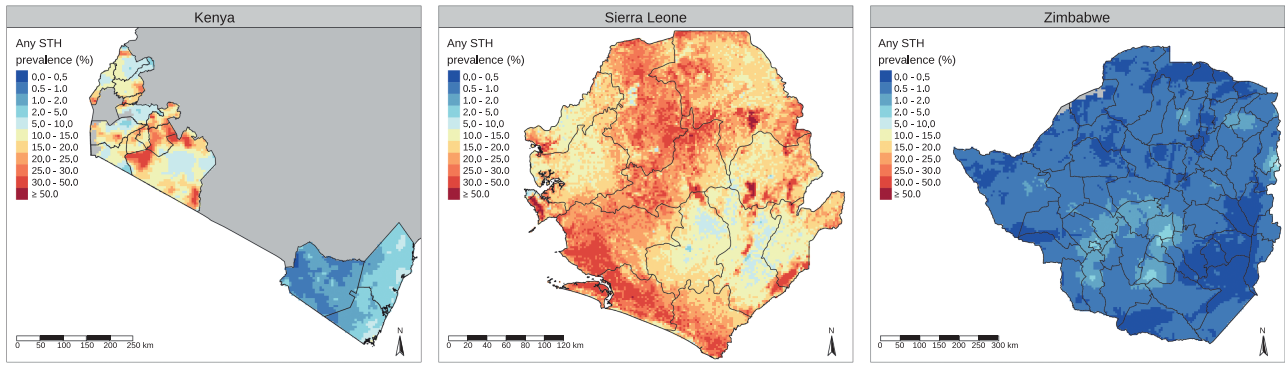 Kenya
Any STH
prevalence (%)
0,0 - 0,5
0,5 - 1.0
1.0 - 2.0
2.0 - 5.0
5,0 - 10,0
10.0 - 15.0
15.0 - 20.0
20.0 - 25.0
25.0 - 30.0
30.0 - 50.0
≥ 50.0
0 50 100 150 200 250 km
N
Sierra Leone
Any STH
prevalence (%)
0,0 - 0,5
0,5 - 1.0
1.0 - 2.0
2.0 - 5.0
5,0 - 10,0
10.0 - 15.0
15.0 - 20.0
20.0 - 25.0
25.0 - 30.0
30.0 - 50.0
≥ 50.0
0 20 40 60 80 100 120 km
N
Zimbabwe
Any STH
prevalence (%)
0,0 - 0,5
0,5 - 1.0
1.0 - 2.0
2.0 - 5.0
5,0 - 10,0
10.0 - 15.0
15.0 - 20.0
20.0 - 25.0
25.0 - 30.0
30.0 - 50.0
≥ 50.0
0 50 100 150 200 250 300 km
N